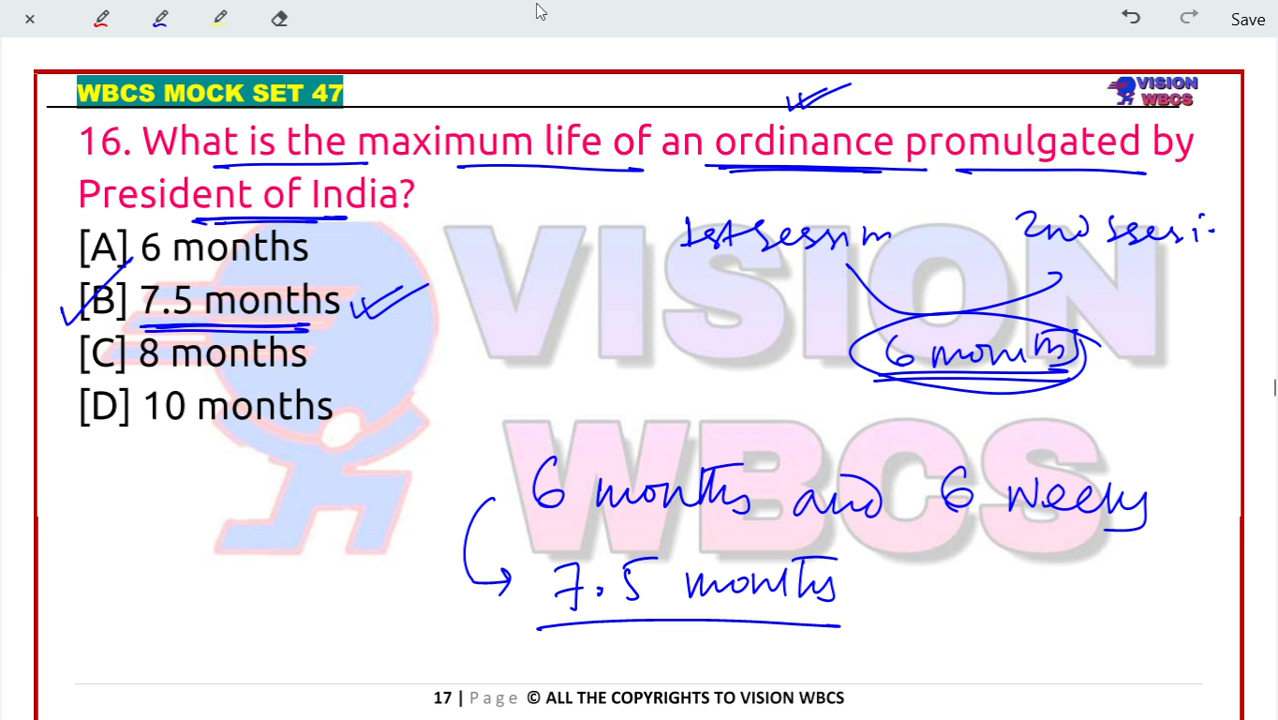 Save
WBCS MOCK SET 47
VISION
WBCS
16. What is the maximum life of an ordinance promulgated by
President of India?
[A] 6 months
1st Session
2nd
[B] 7.5 months
[C] 8 months
6 months
[D] 10 months
VISION
WBCS
6 months and 6 weeks
7.5 months
17 | Page © ALL THE COPYRIGHTS TO VISION WBCS